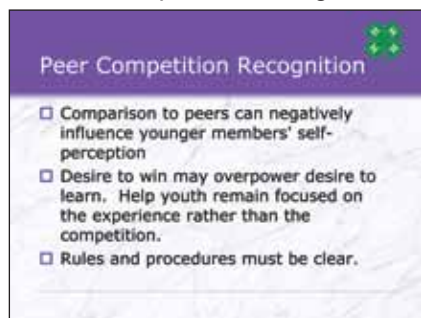 Peer Competition Recognition
Comparison to peers can negatively
influence younger members' self-
perception
Desire to win may overpower desire to
learn. Help youth remain focused on
the experience rather than the
competition.
Rules and procedures must be clear.